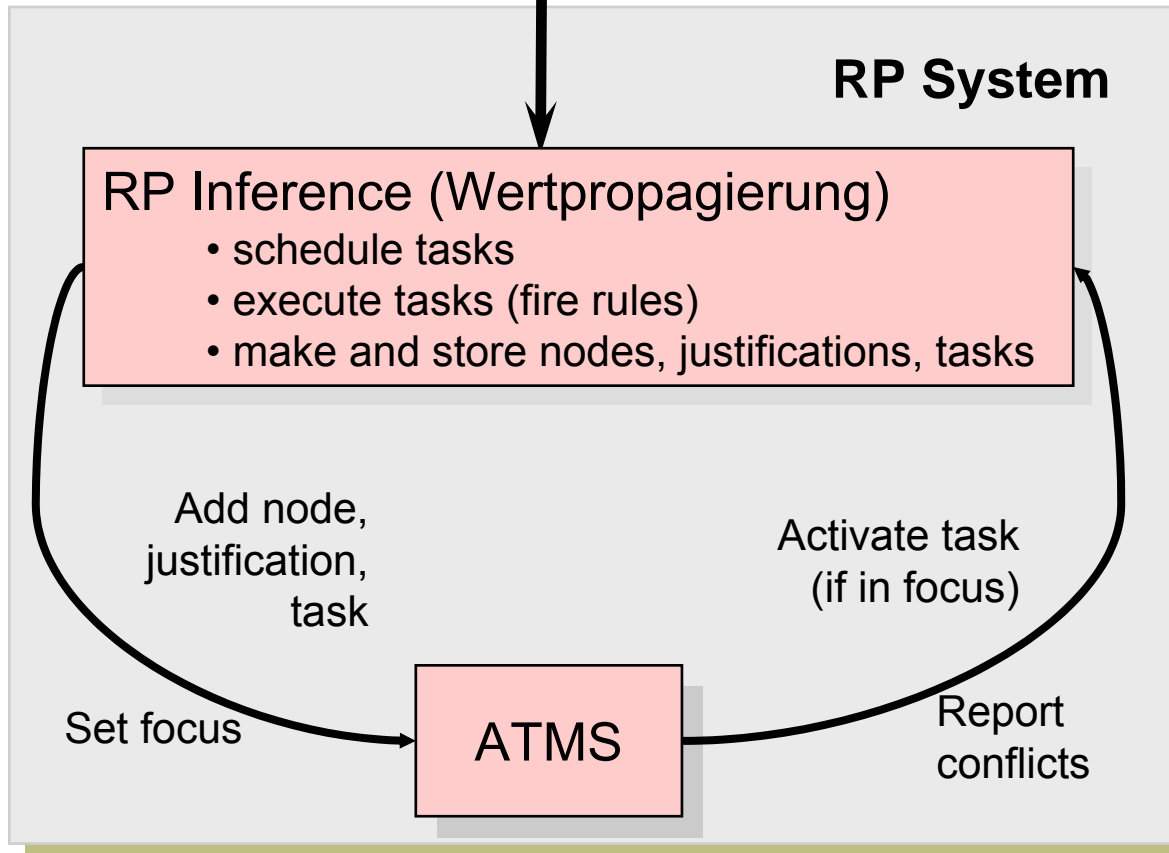 RP System
RP Inference (Wertpropagierung)
• schedule tasks
• execute tasks (fire rules)
• make and store nodes, justifications, tasks
Add node,
justification,
task
Set focus
ATMS
Activate task
(if in focus)
Report
conflicts